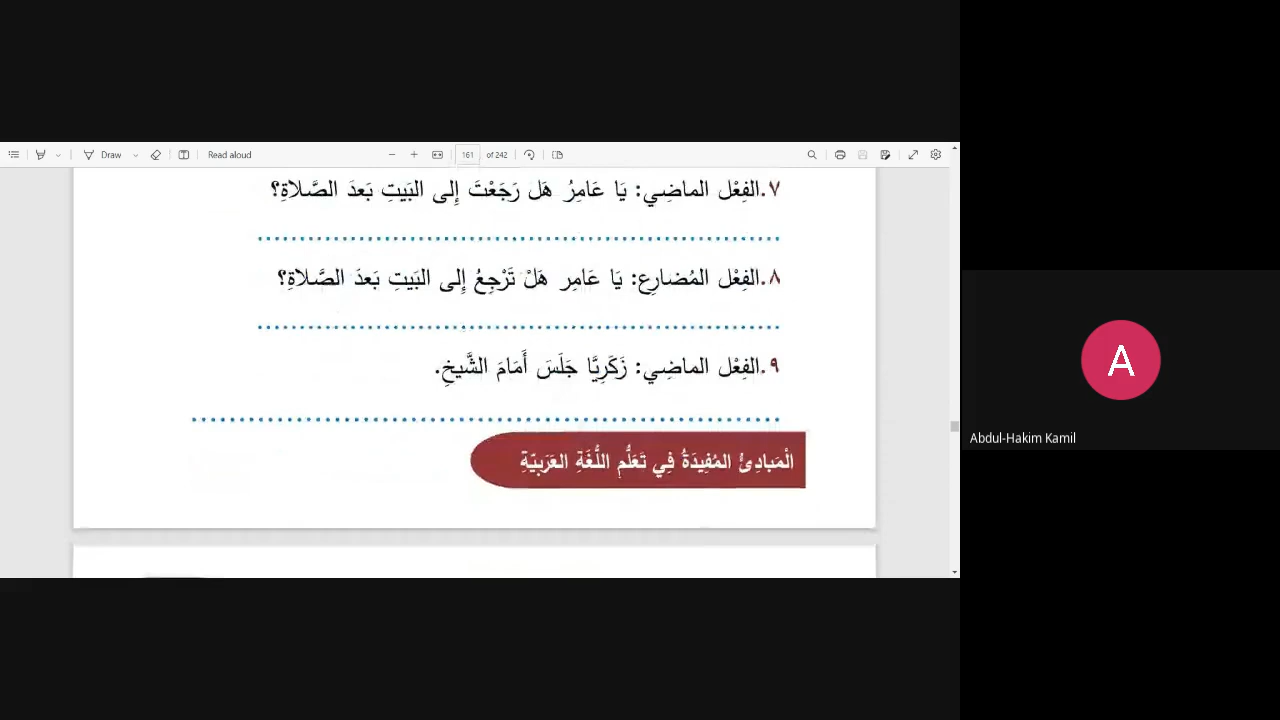 Draw
Read aloud
161 of 242
٧.الفِعْل الماضِي: يَا عَامِرُ هَل رَجَعْتَ إِلى البَيتِ بَعدَ الصَّلاةِ؟
٨.الفِعْل المُضارِع: يَا عَامِر هَلْ تَرْجِعُ إِلى البَيتِ بَعدَ الصَّلاةِ؟
٩.الفِعْل الماضِي: زَكَرِيَّا جَلَسَ أَمَامَ الشَّيخِ.
الْمَبادِئُ المُفِيدَةُ فِي تَعَلُّمِ اللُّغَةِ العَرَبِيّةِ
A
Abdul-Hakim Kamil